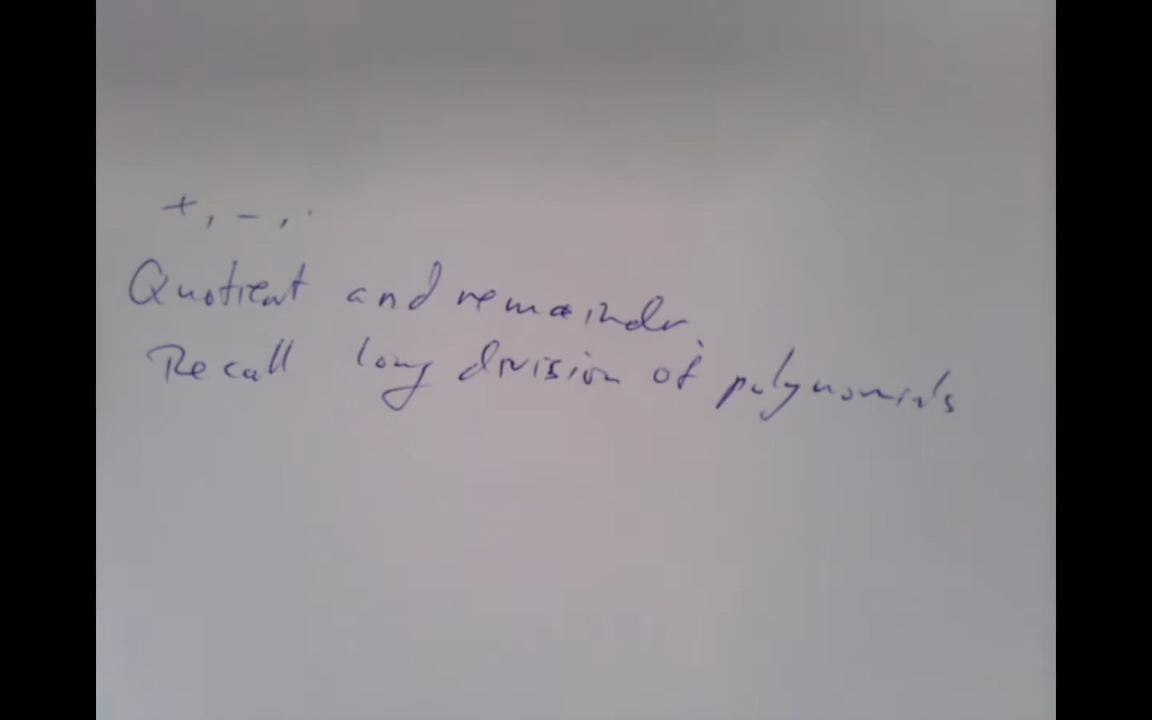 +, -, ·
Quotient and remainder.
Recall long division of polynomials